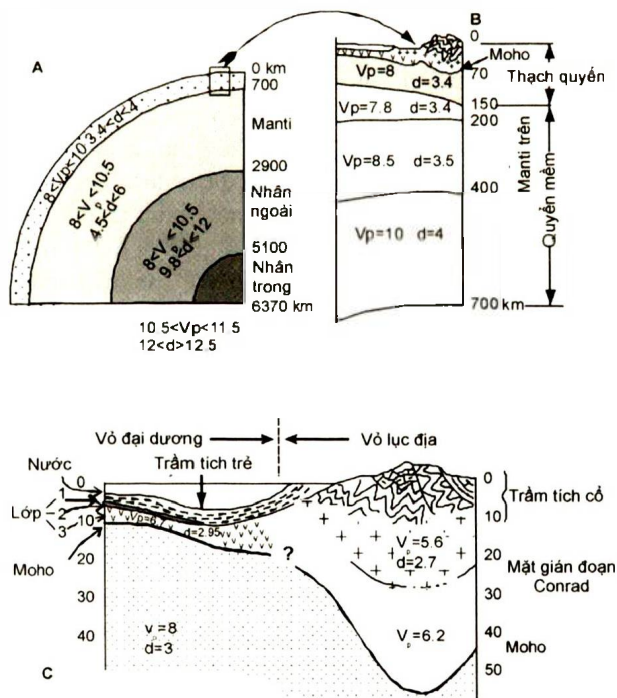 A
0 km
700
8<Vp<10 3.4<d<4
Manti
8<V <10.5
p
4.5<d<6
2900
Nhân
ngoài
8<V <10.5
p
9.8<d<12
5100
Nhân
trong
6370 km
10 5<Vp<11 5
12<d>12.5
B
0
Moho
Vp=8 d=3.4
70
Thạch quyển
Vp=7.8 d=3.4
150
200
Vp=8.5 d=3.5
Manti trên
Quyển mềm
400
Vp=10 d=4
700 km
Vỏ đại dương
Vỏ lục địa
Nước
Trầm tích trẻ
0
1
Lớp
2
10
3
Vp=6.7
d=2.95
?
Moho
20
30
40
v =8
p
d=3
C
0
Trầm tích cổ
10
V =5.6
p
d=2.7
20
Mặt gián đoạn
Conrad
30
V =6.2
p
40
Moho
50